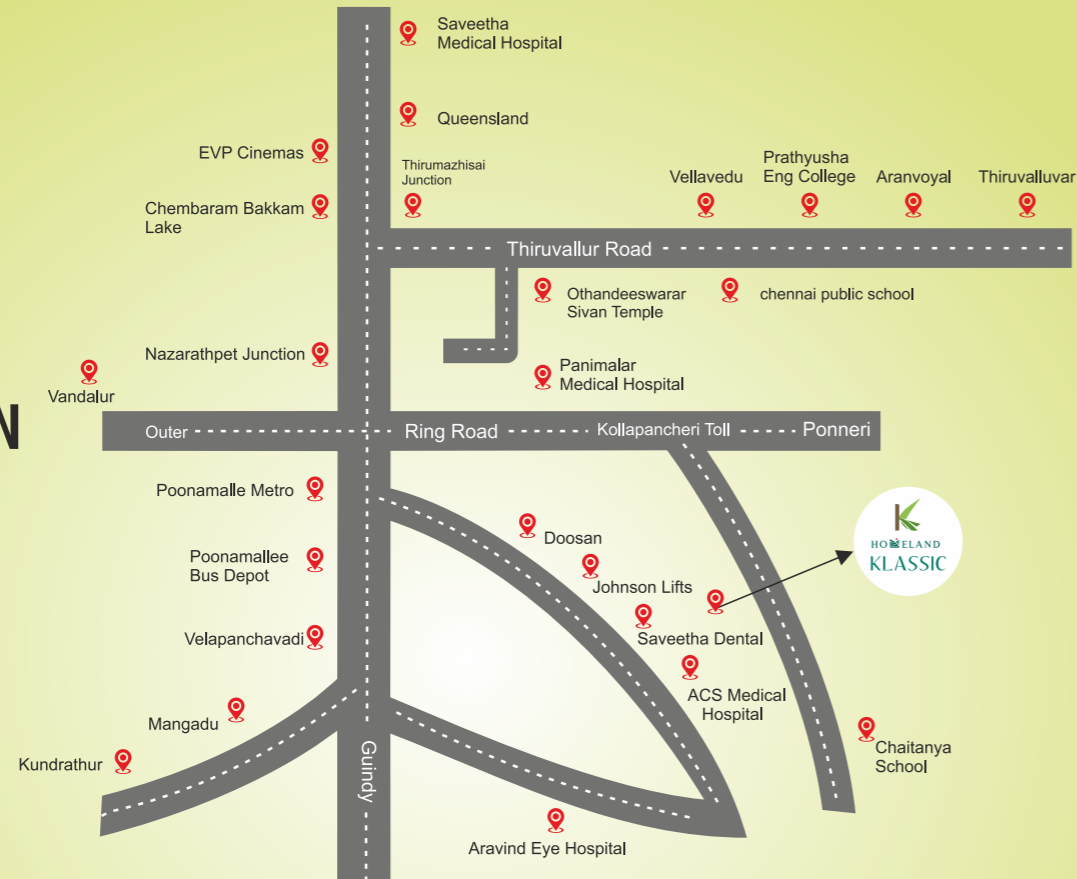 Saveetha
Medical Hospital
Queensland
EVP Cinemas
Thirumazhisai
Junction
Chembaram Bakkam
Lake
Vellavedu
Prathyusha
Eng College
Aranvoyal
Thiruvalluvar
Thiruvallur Road
Othandeeswarar
Sivan Temple
chennai public school
Nazarathpet Junction
Panimalar
Medical Hospital
Vandalur
N
Outer
Ring Road
Kollapancheri Toll
Ponneri
Poonamalle Metro
Doosan
Poonamallee
Bus Depot
Johnson Lifts
HOMELAND
KLASSIC
Velapanchavadi
Saveetha Dental
ACS Medical
Hospital
Mangadu
Kundrathur
Guindy
Chaitanya
School
Aravind Eye Hospital